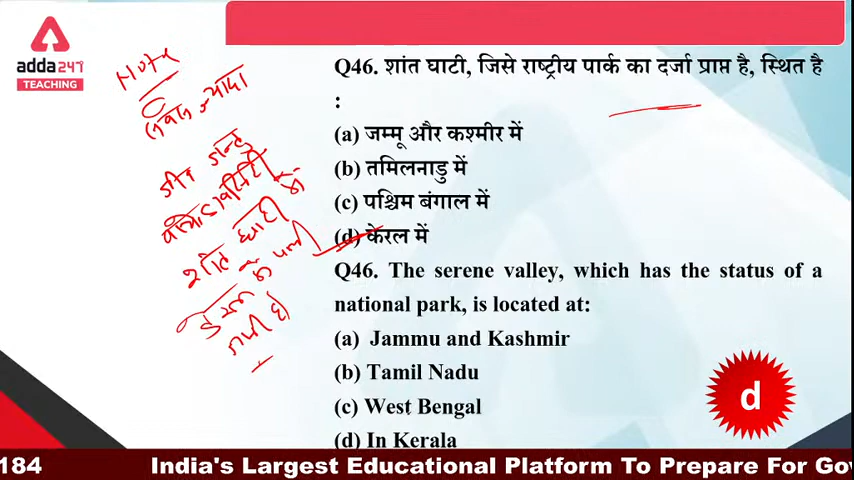 adda247
TEACHING
Note
Q46. शांत घाटी, जिसे राष्ट्रीय पार्क का दर्जा प्राप्त है, स्थित है
:
(a) जम्मू और कश्मीर में
(b) तमिलनाडु में
(c) पश्चिम बंगाल में
(d) केरल में
Q46. The serene valley, which has the status of a
national park, is located at:
(a) Jammu and Kashmir
(b) Tamil Nadu
(c) West Bengal
(d) In Kerala
d
184 India's Largest Educational Platform To Prepare For Gov